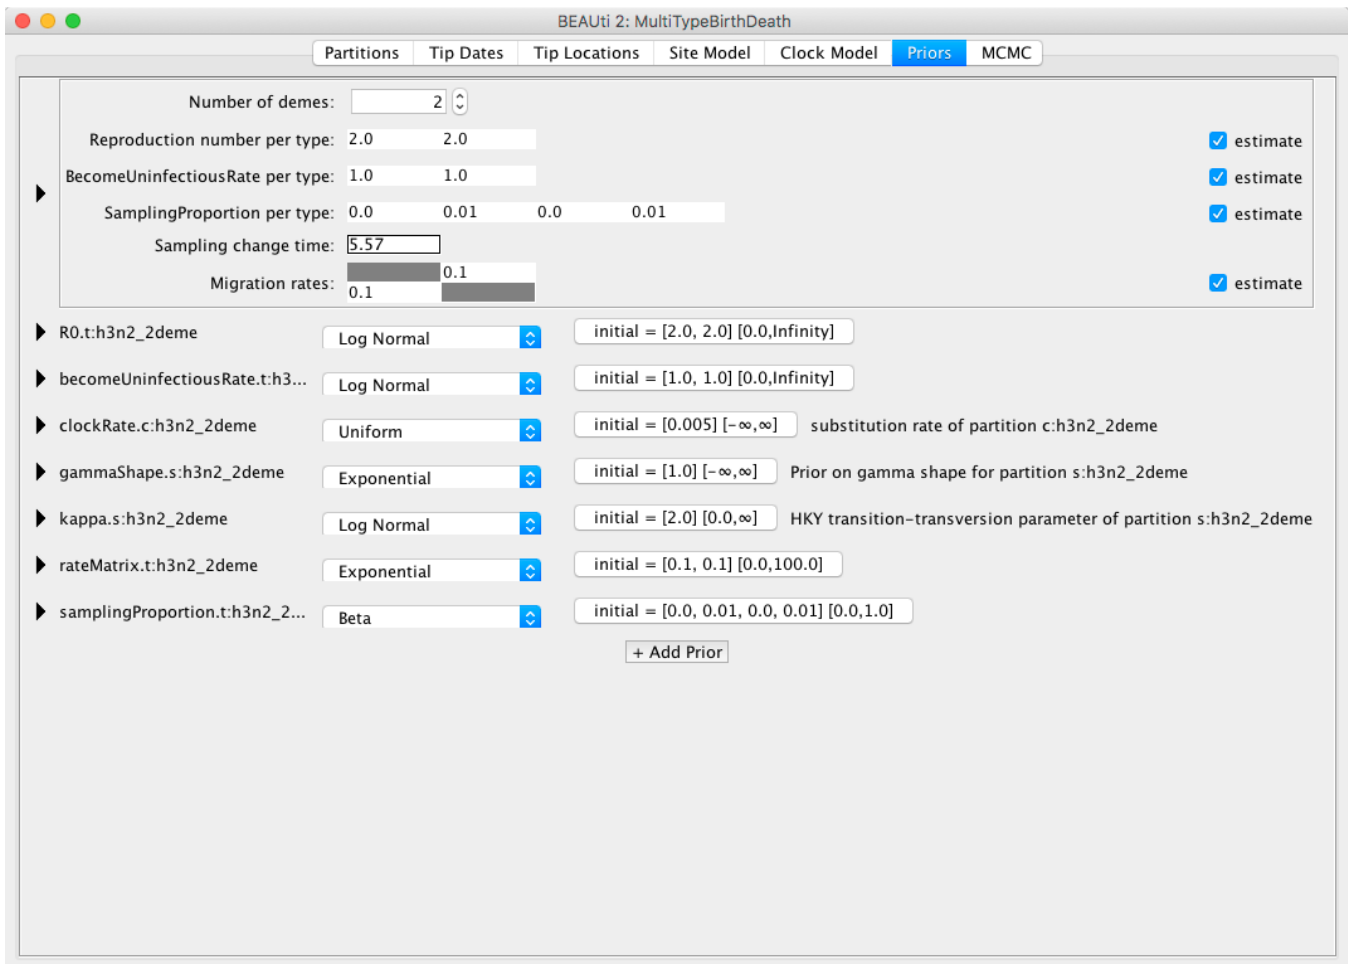 BEAUti 2: MultiTypeBirthDeath
Partitions Tip Dates Tip Locations Site Model Clock Model Priors MCMC
Number of demes: 2
Reproduction number per type: 2.0 2.0 estimate
BecomeUninfectiousRate per type: 1.0 1.0 estimate
SamplingProportion per type: 0.0 0.01 0.0 0.01 estimate
Sampling change time: 5.57
Migration rates: 0.1 estimate
0.1
R0.t:h3n2_2deme Log Normal initial = [2.0, 2.0] [0.0,Infinity]
becomeUninfectiousRate.t:h3... Log Normal initial = [1.0, 1.0] [0.0,Infinity]
clockRate.c:h3n2_2deme Uniform initial = [0.005] [-∞,∞] substitution rate of partition c:h3n2_2deme
gammaShape.s:h3n2_2deme Exponential initial = [1.0] [-∞,∞] Prior on gamma shape for partition s:h3n2_2deme
kappa.s:h3n2_2deme Log Normal initial = [2.0] [0.0,∞] HKY transition-transversion parameter of partition s:h3n2_2deme
rateMatrix.t:h3n2_2deme Exponential initial = [0.1, 0.1] [0.0,100.0]
samplingProportion.t:h3n2_2... Beta initial = [0.0, 0.01, 0.0, 0.01] [0.0,1.0]
+ Add Prior